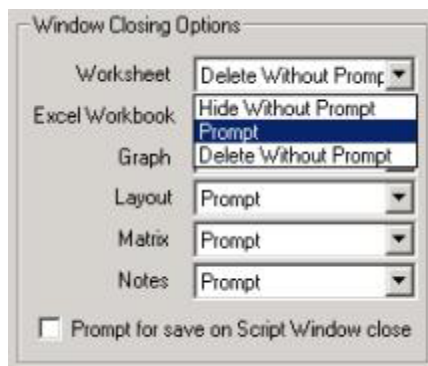 Window Closing Options
Worksheet Delete Without Promp
Excel Workbook Hide Without Prompt
Prompt
Graph Delete Without Prompt
Layout Prompt
Matrix Prompt
Notes Prompt
Prompt for save on Script Window close